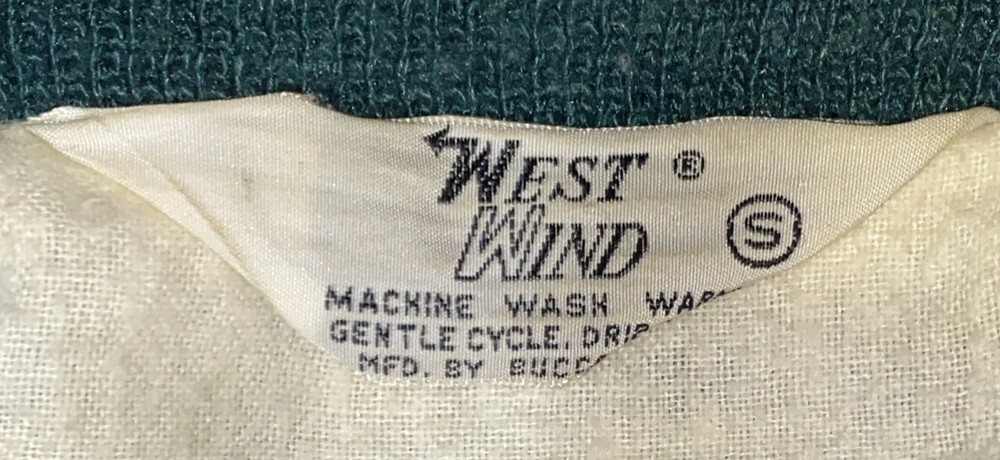 WEST ®
WIND
S
MACHINE WASH
GENTLE CYCLE.
MFD. BY